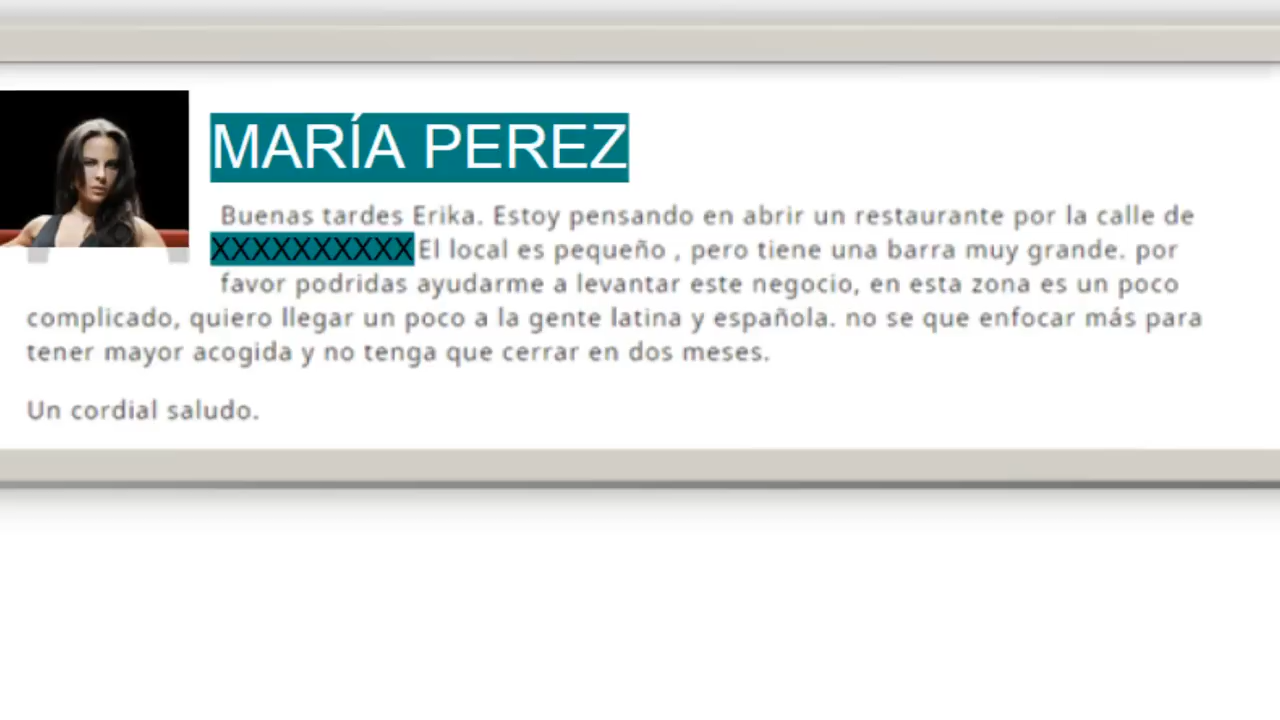 MARÍA PEREZ
Buenas tardes Erika. Estoy pensando en abrir un restaurante por la calle de
XXXXXXXXXX El local es pequeño , pero tiene una barra muy grande. por
favor podridas ayudarme a levantar este negocio, en esta zona es un poco
complicado, quiero llegar un poco a la gente latina y española. no se que enfocar más para
tener mayor acogida y no tenga que cerrar en dos meses.
Un cordial saludo.